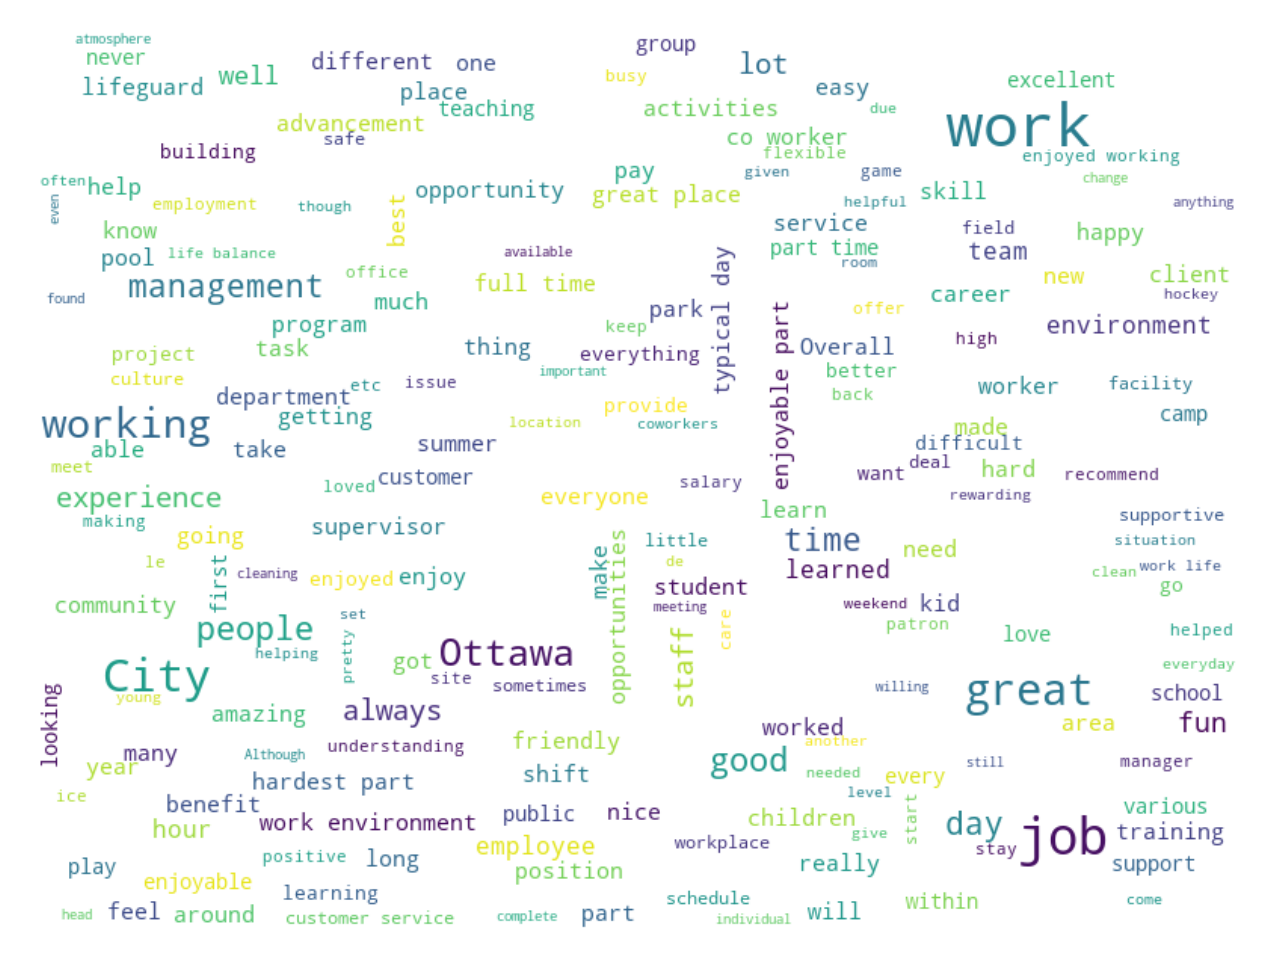 atmosphere
never
lifeguard
well
different
one
place
teaching
advancement
safe
building
group
busy
lot
easy
activities
due
co worker
flexible
excellent
work
enjoyed working
change
often
help
even
employment
though
best
opportunity
pay
great place
given
game
helpful
skill
anything
know
pool
life balance
management
found
office
much
available
full time
service
part time
room
field
team
happy
new
client
hockey
career
offer
environment
high
program
task
project
culture
thing
park
keep
everything
important
typical day
enjoyable part
Overall
better
back
worker
facility
camp
department
etc
issue
working
getting
able
take
meet
summer
location
provide
coworkers
made
difficult
deal
want
hard
recommend
rewarding
experience
making
loved
customer
everyone
salary
learn
supervisor
going
le
first
cleaning
enjoyed
enjoy
make
opportunities
little
de
student
meeting
care
time
learned
need
supportive
situation
clean
work life
go
community
people
helping
set
pretty
weekend
kid
patron
love
helped
everyday
City
young
got
Ottawa
site
sometimes
staff
willing
great
school
area
fun
looking
many
year
ice
amazing
always
Although
understanding
friendly
worked
another
good
needed
every
still
manager
hardest part
shift
benefit
hour
work environment
public
nice
level
children
give
start
day
stay
job
various
training
support
play
positive
long
employee
position
workplace
really
enjoyable
learning
head
feel
around
customer service
complete
part
schedule
individual
will
within
come